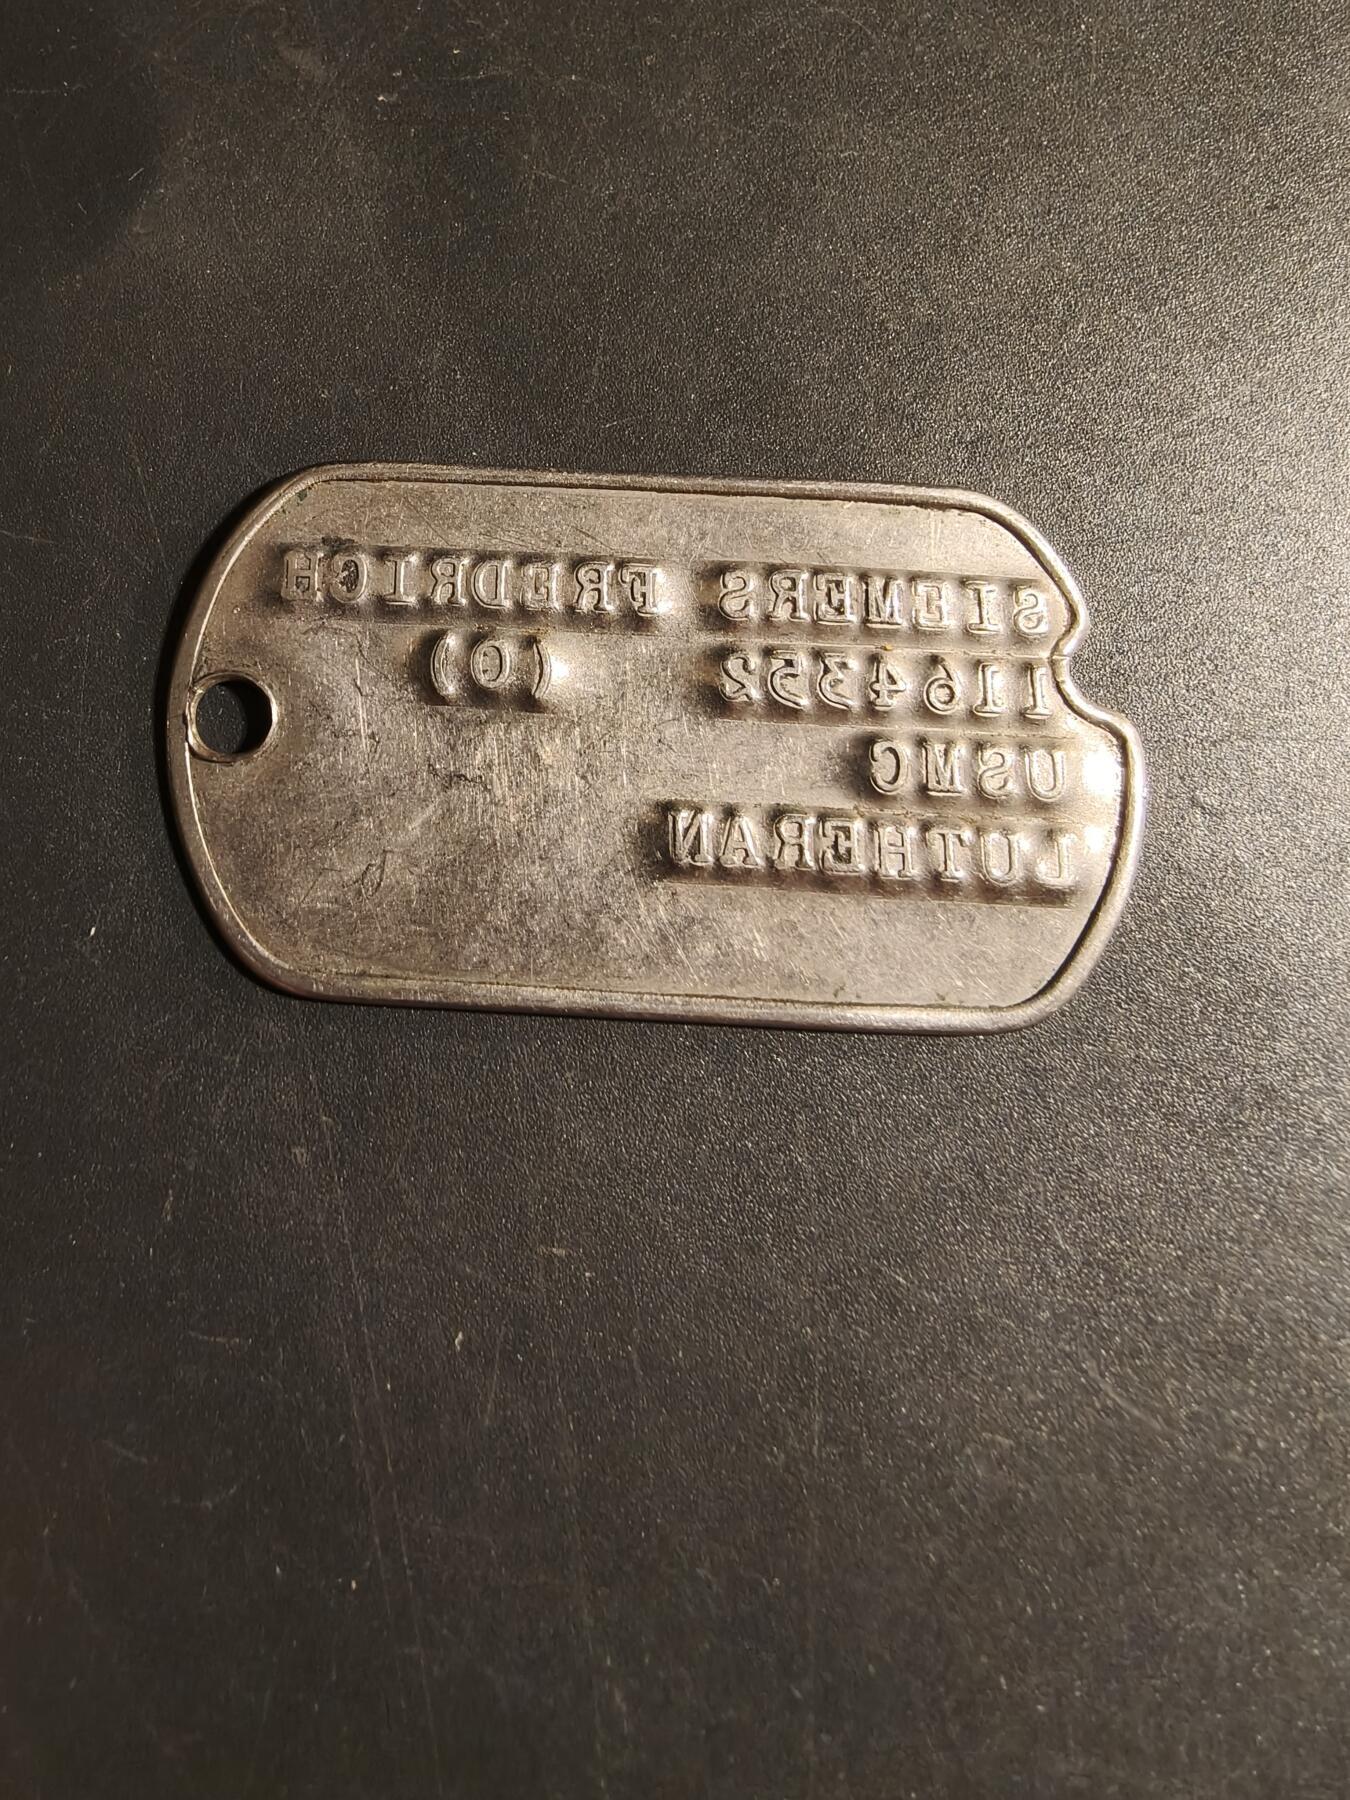 SIEMERS FREDRICH
1164352 (O)
USMC
LUTHERAN